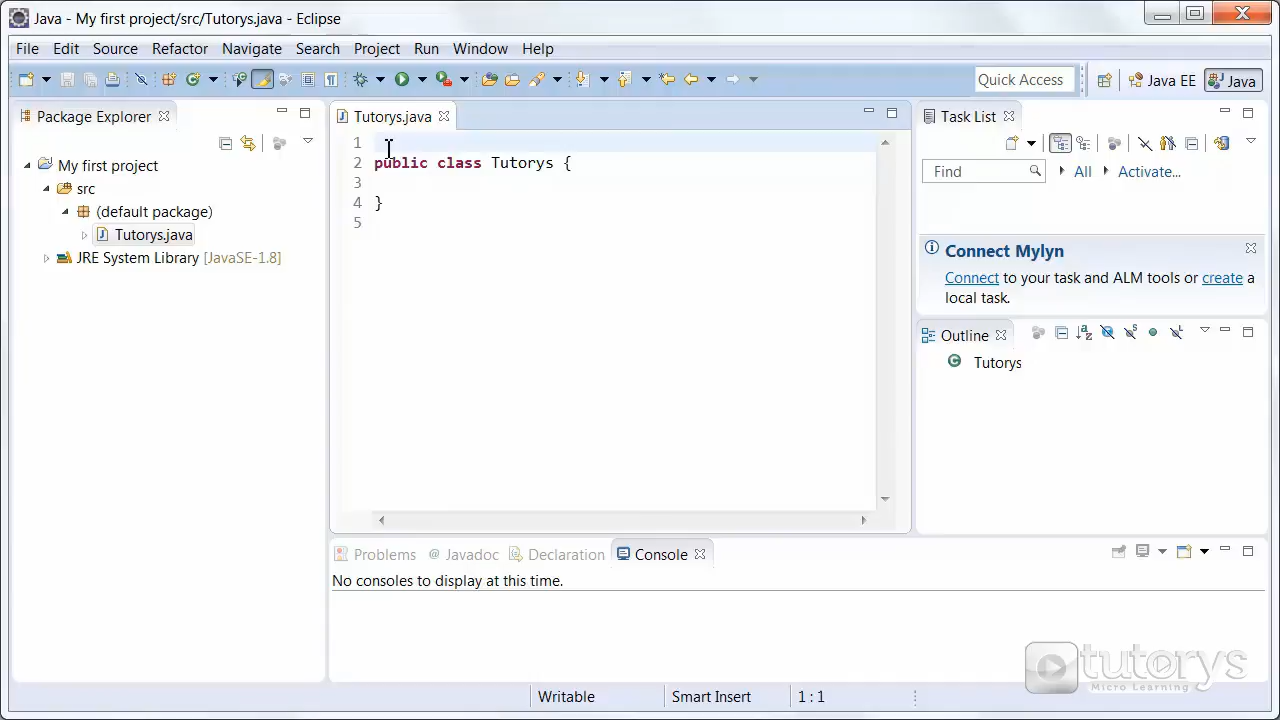 Java - My first project/src/Tutorys.java - Eclipse
File Edit Source Refactor Navigate Search Project Run Window Help
Quick Access
Java EE
Java
Package Explorer
My first project
src
(default package)
Tutorys.java
JRE System Library [JavaSE-1.8]
Tutorys.java
1
2 public class Tutorys {
3
4 }
5
Task List
Find
All
Activate...
Connect Mylyn
Connect to your task and ALM tools or create a
local task.
Outline
Tutorys
Problems @ Javadoc Declaration Console
No consoles to display at this time.
Writable Smart Insert 1 : 1
tutorys
Micro Learning